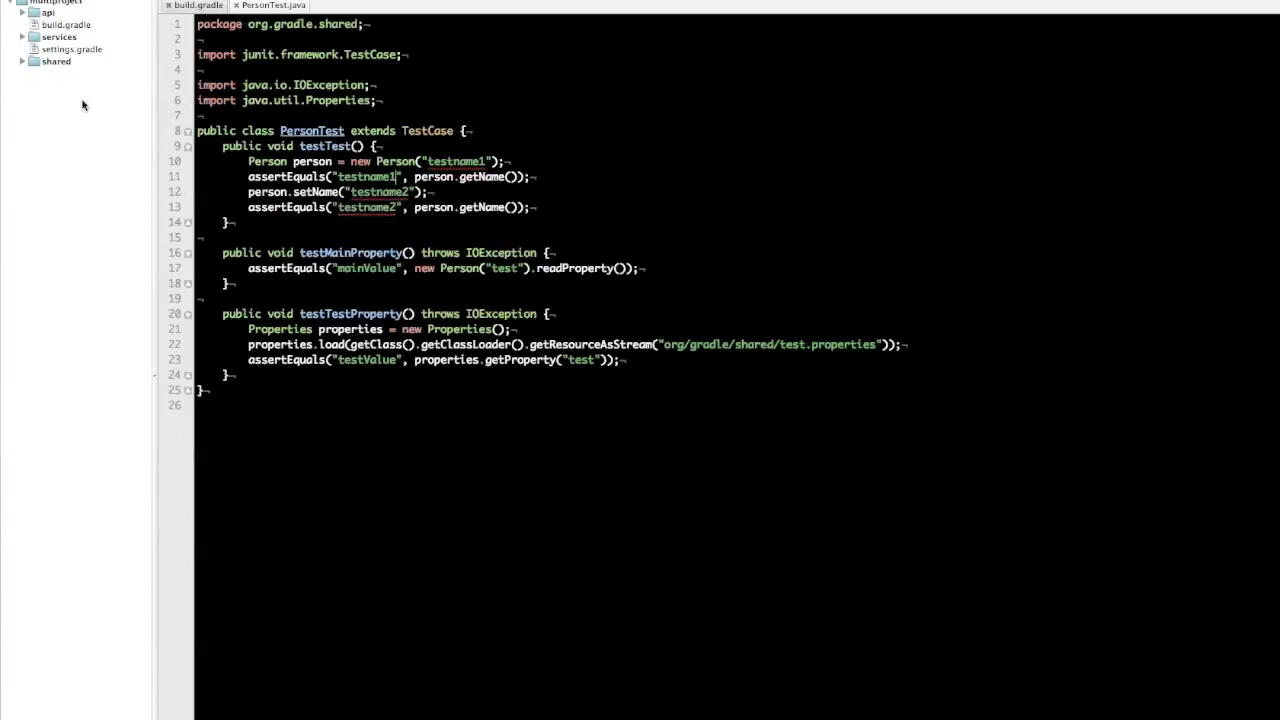 multiproject
api
build.gradle
services
settings.gradle
shared
× build.gradle × PersonTest.java
1 package org.gradle.shared;¬
2 ¬
3 import junit.framework.TestCase;¬
4 ¬
5 import java.io.IOException;¬
6 import java.util.Properties;¬
7 ¬
8 public class PersonTest extends TestCase {¬
9 public void testTest() {¬
10 Person person = new Person("testname1");¬
11 assertEquals("testname1", person.getName());¬
12 person.setName("testname2");¬
13 assertEquals("testname2", person.getName());¬
14 }¬
15 ¬
16 public void testMainProperty() throws IOException {¬
17 assertEquals("mainValue", new Person("test").readProperty());¬
18 }¬
19 ¬
20 public void testTestProperty() throws IOException {¬
21 Properties properties = new Properties();¬
22 properties.load(getClass().getClassLoader().getResourceAsStream("org/gradle/shared/test.properties"));¬
23 assertEquals("testValue", properties.getProperty("test"));¬
24 }¬
25 }¬
26